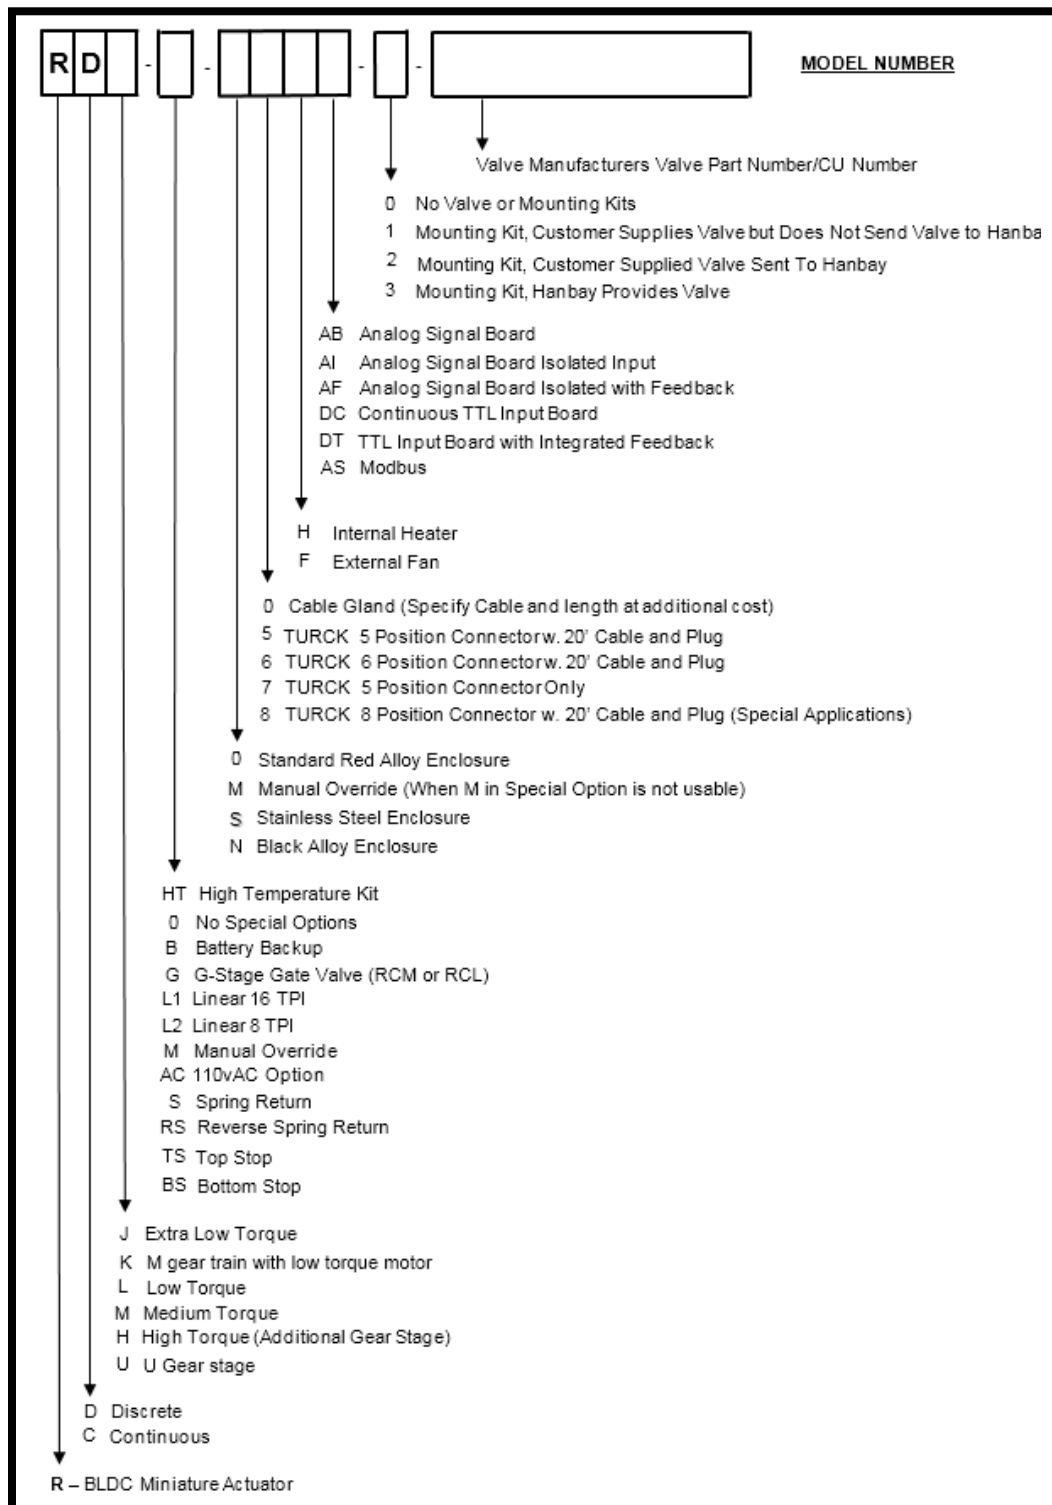 R D - - - - MODEL NUMBER
Valve Manufacturers Valve Part Number/CU Number
0 No Valve or Mounting Kits
1 Mounting Kit, Customer Supplies Valve but Does Not Send Valve to Hanba
2 Mounting Kit, Customer Supplied Valve Sent To Hanbay
3 Mounting Kit, Hanbay Provides Valve
AB Analog Signal Board
AI Analog Signal Board Isolated Input
AF Analog Signal Board Isolated with Feedback
DC Continuous TTL Input Board
DT TTL Input Board with Integrated Feedback
AS Modbus
H Internal Heater
F External Fan
0 Cable Gland (Specify Cable and length at additional cost)
5 TURCK 5 Position Connector w. 20' Cable and Plug
6 TURCK 6 Position Connector w. 20' Cable and Plug
7 TURCK 5 Position Connector Only
8 TURCK 8 Position Connector w. 20' Cable and Plug (Special Applications)
0 Standard Red Alloy Enclosure
M Manual Override (When M in Special Option is not usable)
S Stainless Steel Enclosure
N Black Alloy Enclosure
HT High Temperature Kit
0 No Special Options
B Battery Backup
G G-Stage Gate Valve (RCM or RCL)
L1 Linear 16 TPI
L2 Linear 8 TPI
M Manual Override
AC 110vAC Option
S Spring Return
RS Reverse Spring Return
TS Top Stop
BS Bottom Stop
J Extra Low Torque
K M gear train with low torque motor
L Low Torque
M Medium Torque
H High Torque (Additional Gear Stage)
U U Gear stage
D Discrete
C Continuous
R – BLDC Miniature Actuator